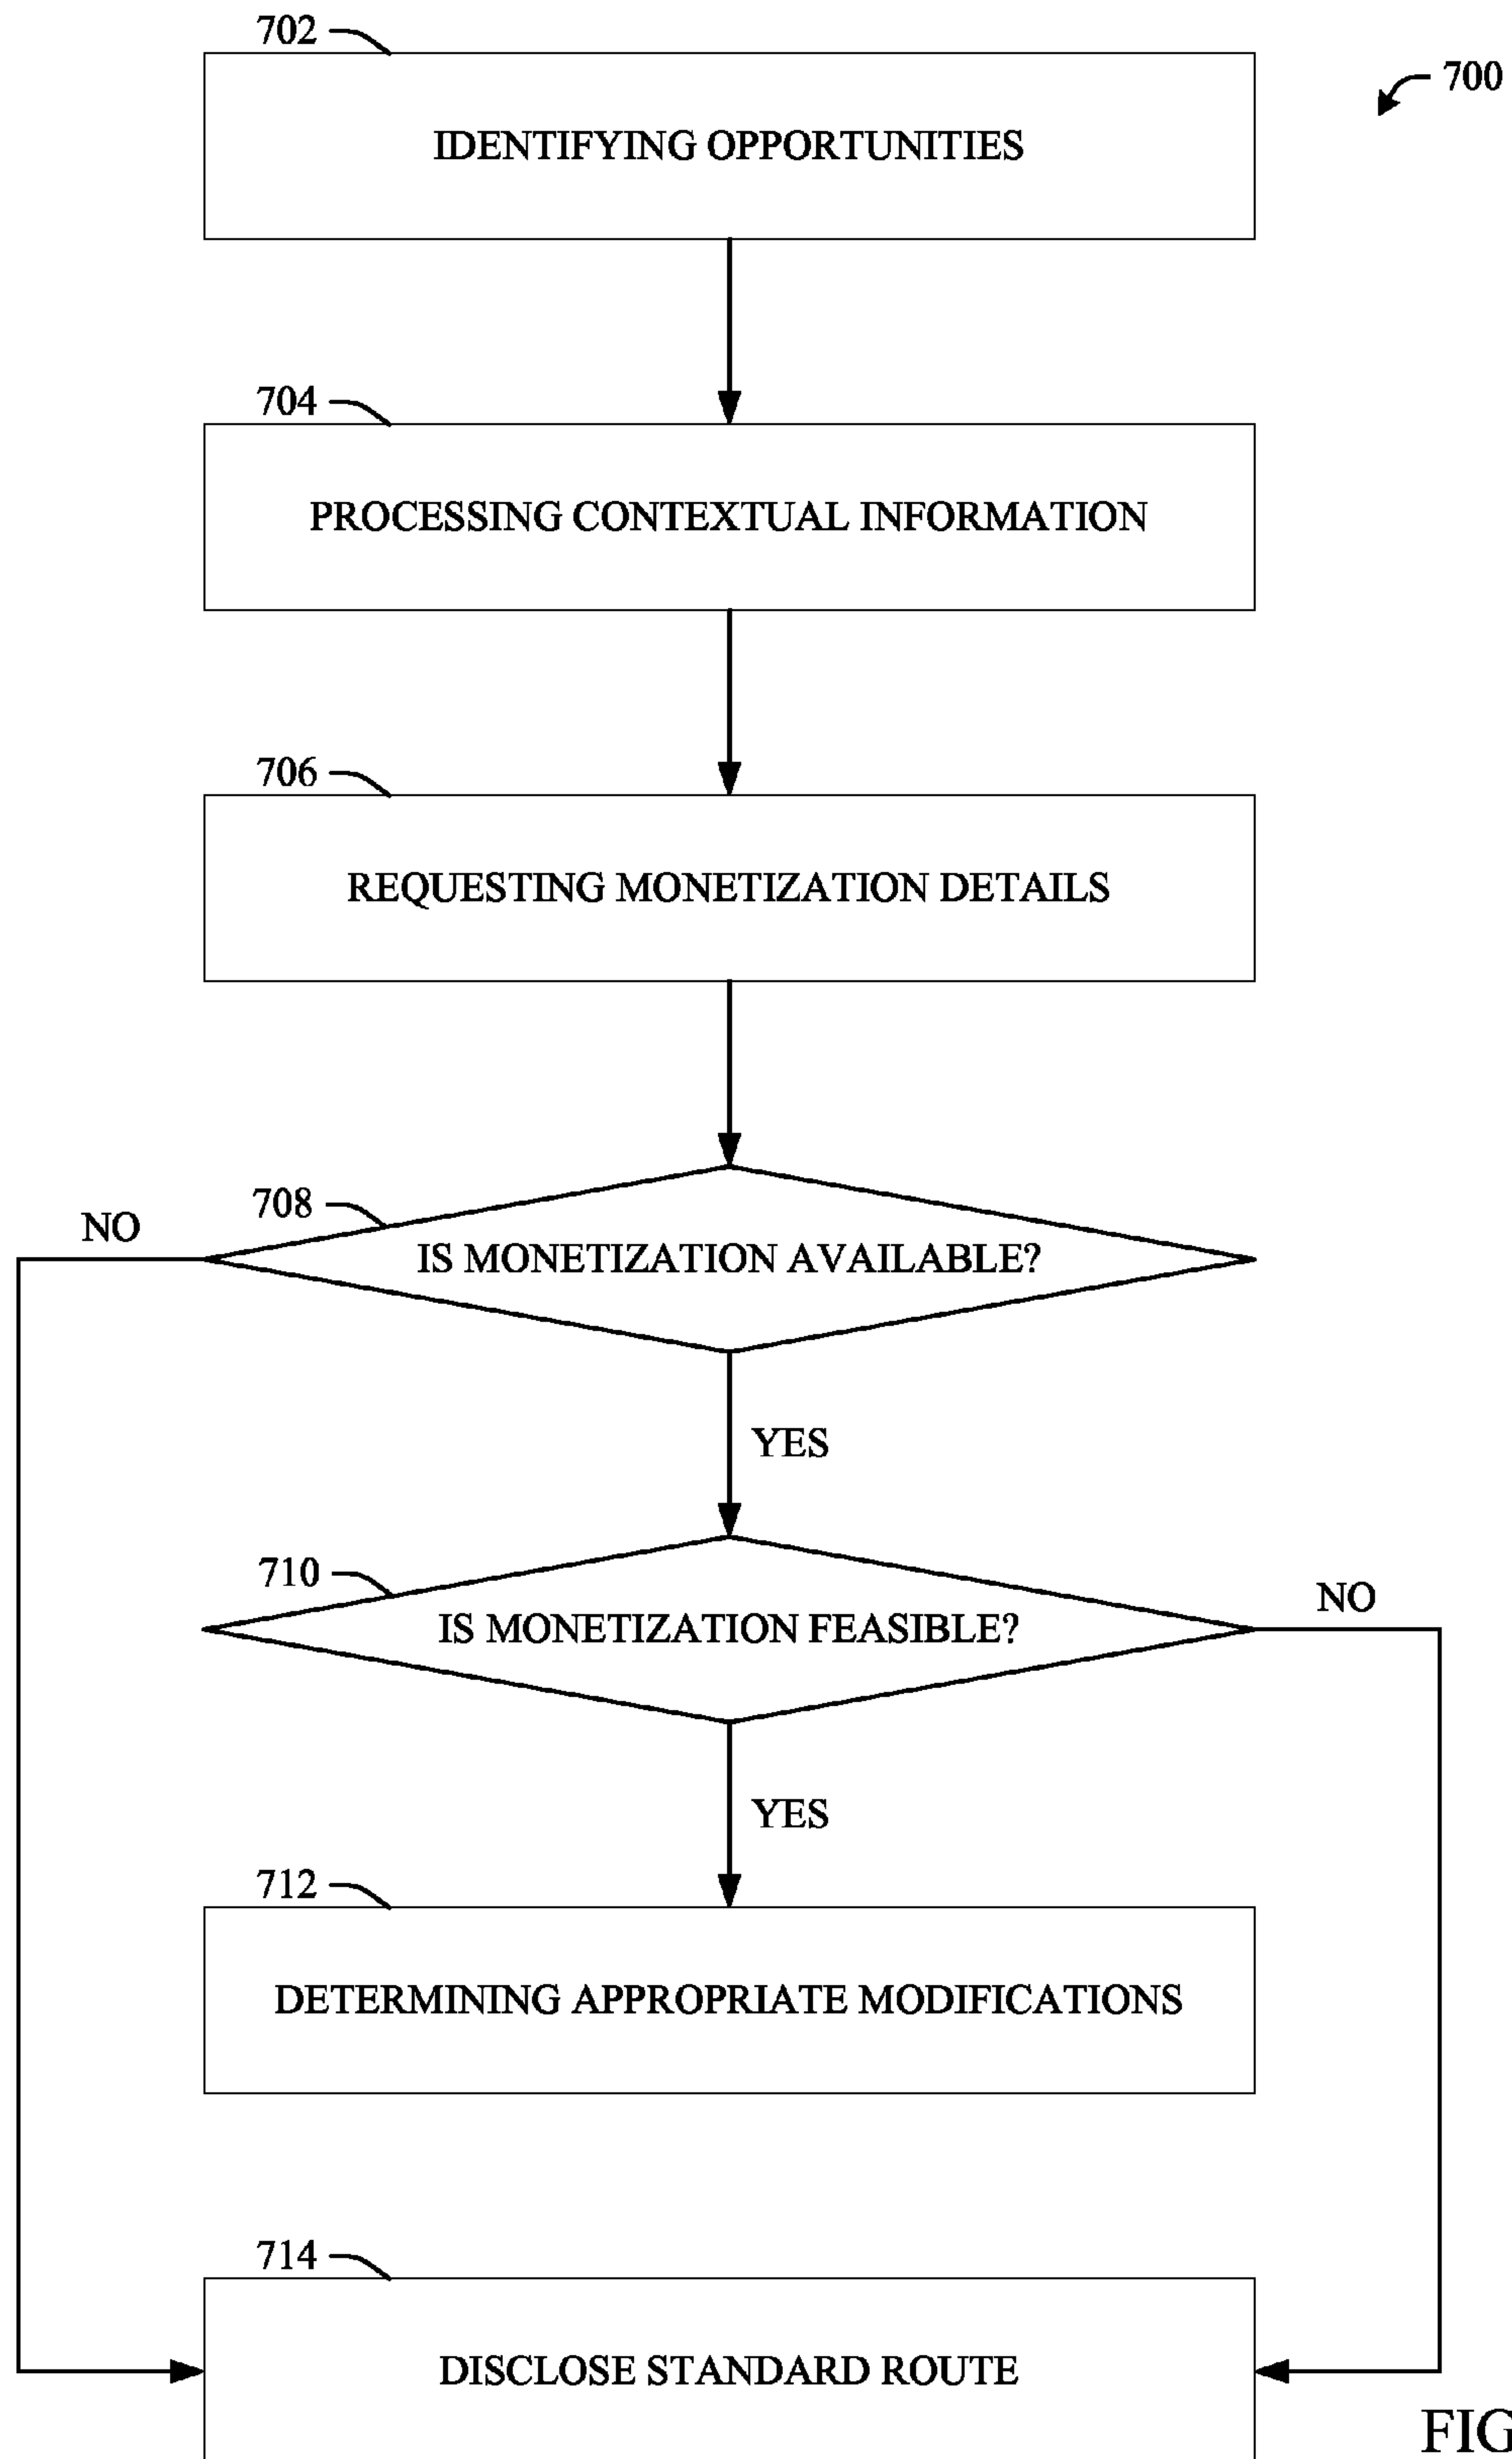 702
700
IDENTIFYING OPPORTUNITIES
704
PROCESSING CONTEXTUAL INFORMATION
706
REQUESTING MONETIZATION DETAILS
708
NO
IS MONETIZATION AVAILABLE?
YES
710
NO
IS MONETIZATION FEASIBLE?
YES
712
DETERMINING APPROPRIATE MODIFICATIONS
714
DISCLOSE STANDARD ROUTE
FIG